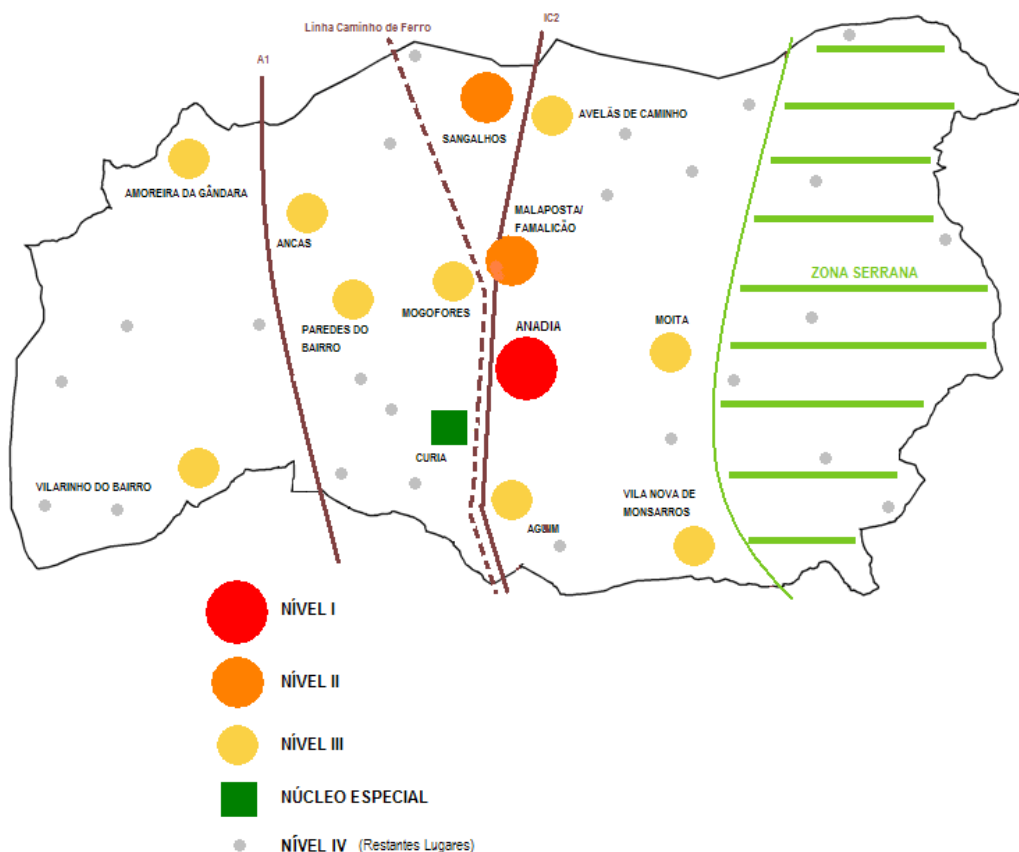 Linha Caminho de Ferro
IC2
A1
SANGALHOS
AVELÃS DE CAMINHO
AMOREIRA DA GÂNDARA
ANCAS
MALAPOSTA/
FAMALICÃO
ZONA SERRANA
MOGOFORES
PAREDES DO
BAIRRO
ANADIA
MOITA
CURIA
VILARINHO DO BAIRRO
VILA NOVA DE
MONSARROS
AGUIM
NÍVEL I
NÍVEL II
NÍVEL III
NÚCLEO ESPECIAL
NÍVEL IV (Restantes Lugares)